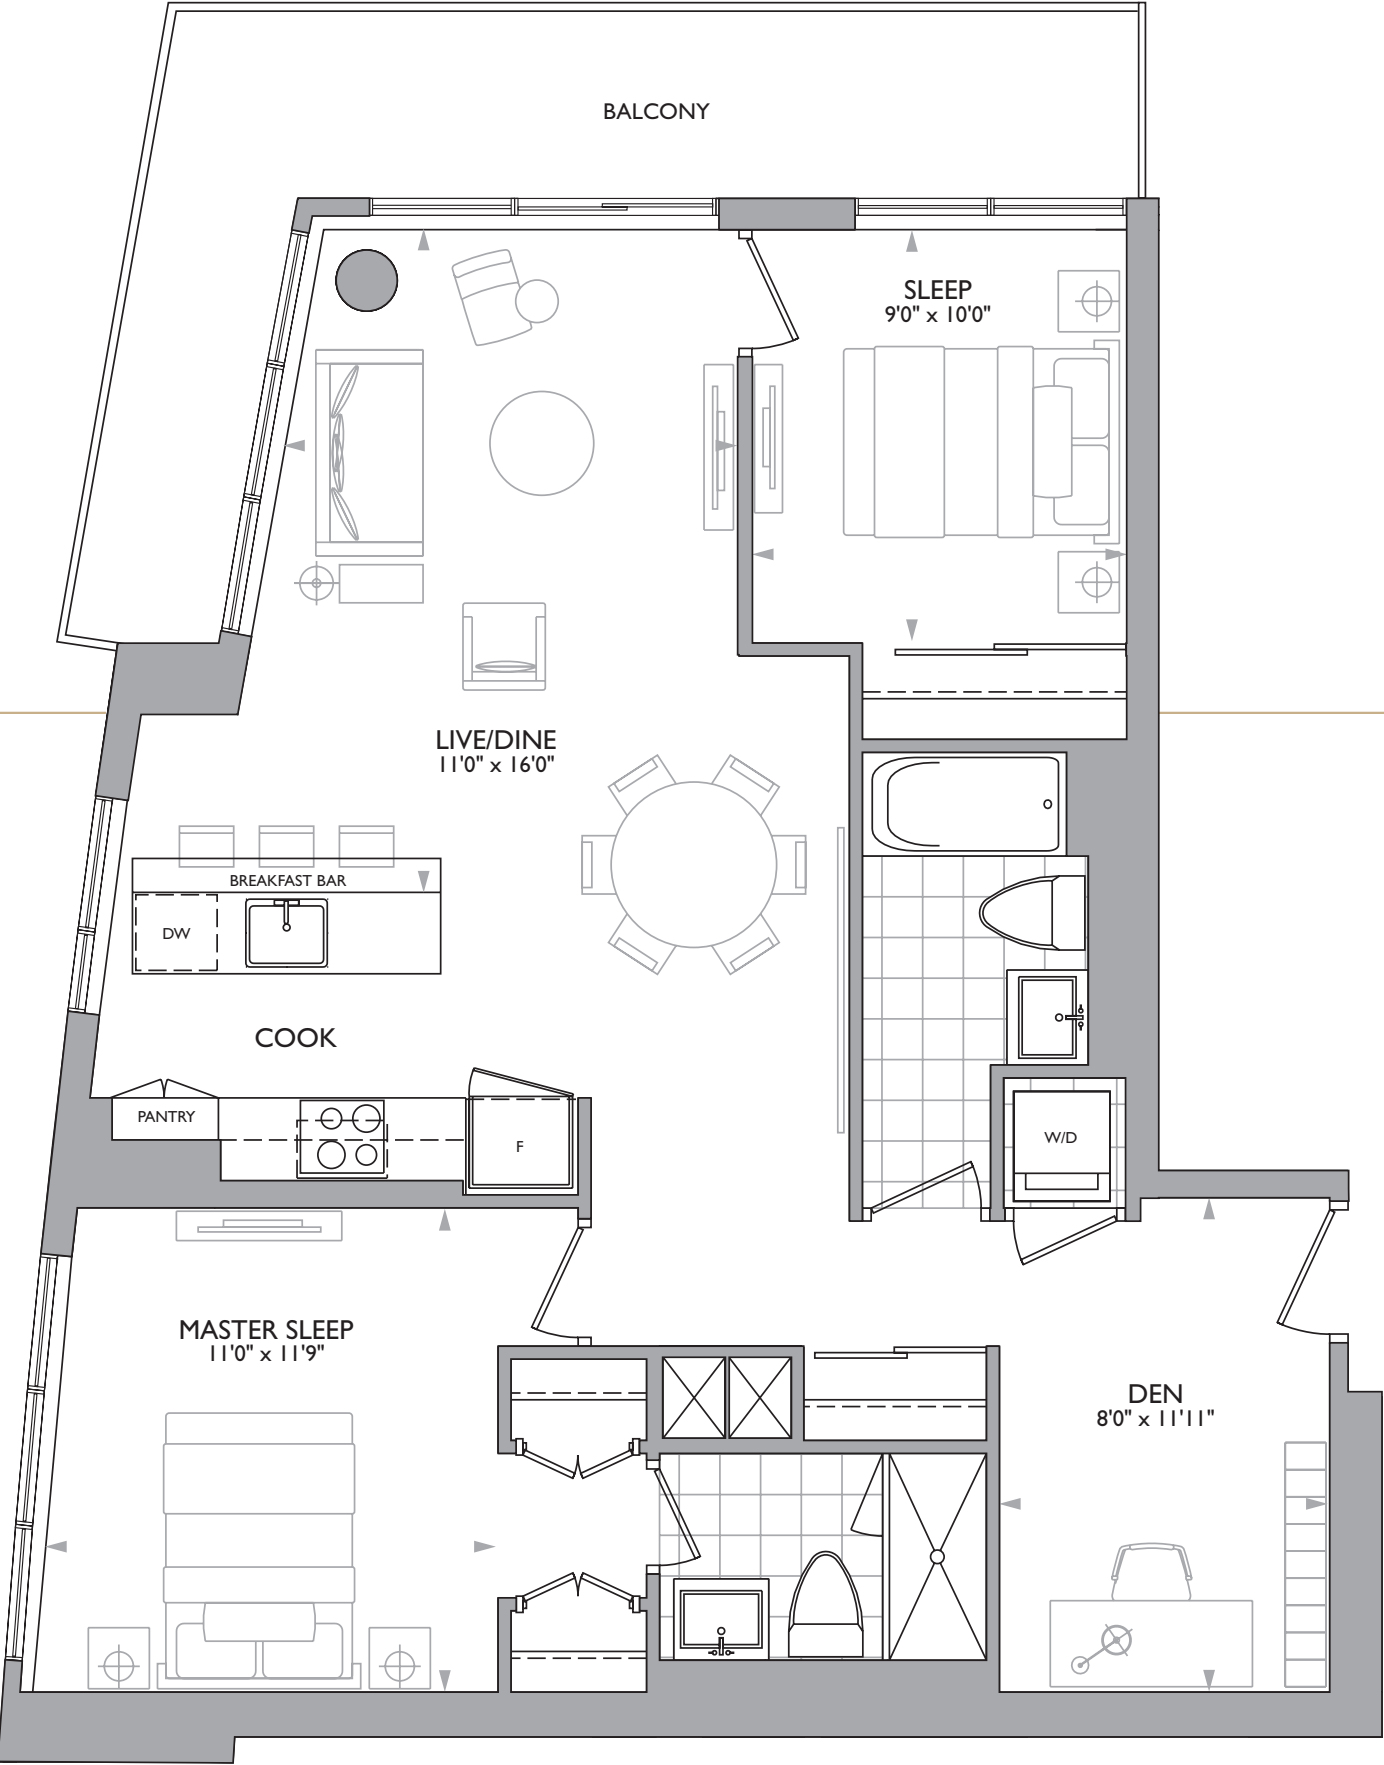 BALCONY
SLEEP
9'0" x 10'0"
LIVE/DINE
11'0" x 16'0"
BREAKFAST BAR
DW
COOK
PANTRY
F
W/D
MASTER SLEEP
11'0" x 11'9"
DEN
8'0" x 11'11"